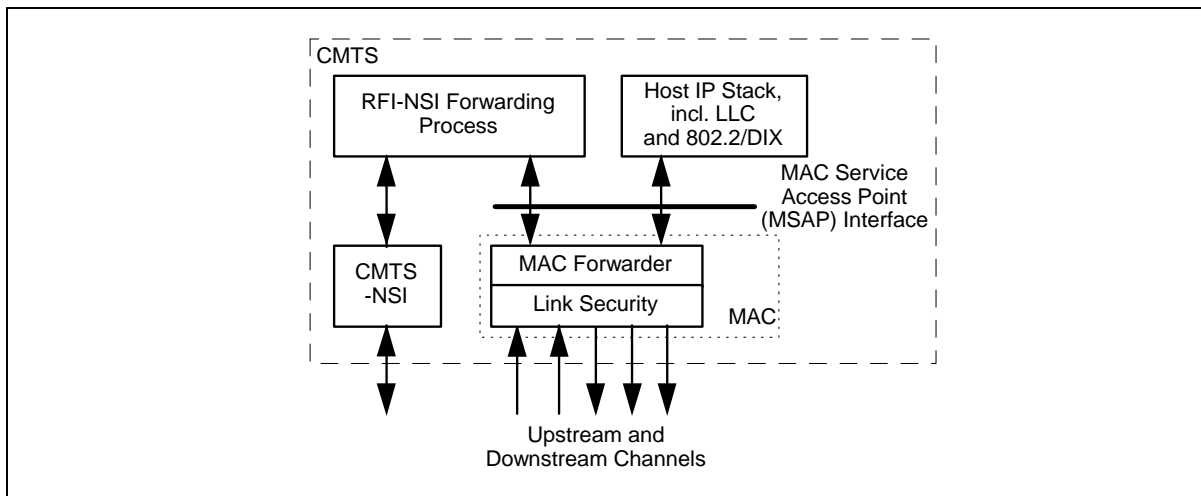 CMTS
RFI-NSI Forwarding
Process
Host IP Stack,
incl. LLC
and 802.2/DIX
MAC Service
Access Point
(MSAP) Interface
CMTS
-NSI
MAC Forwarder
Link Security
MAC
Upstream and
Downstream Channels